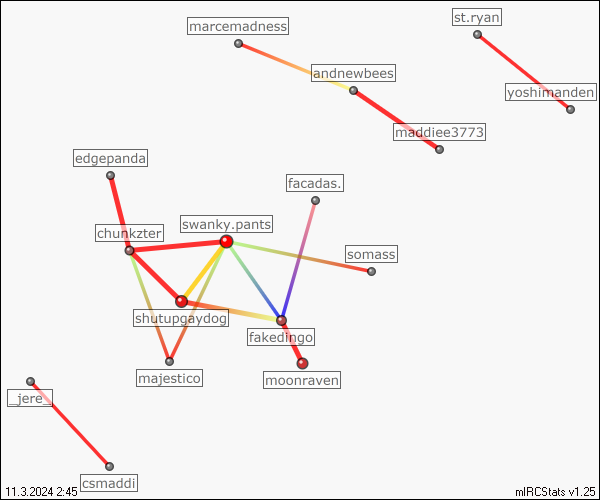 st.ryan
marcemadness
andnewbees
yoshimanden
maddiee3773
edgepanda
facadas.
swanky.pants
chunkzter
somass
shutupgaydog
fakedingo
majestico
moonraven
_jere_
csmaddi
11.3.2024 2:45
mIRCStats v1.25